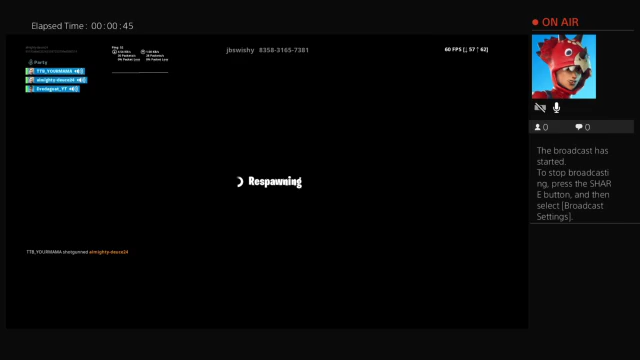 Elapsed Time : 00:00:45
ON AIR
Party
TTB_YOURMAMA
almighty-deuce24
jbswishy 8358-3165-7381
60 FPS [ ↓ 57 ↑ 62]
0 0
The broadcast has
started.
To stop broadcasti
ng, press the SHAR
E button, and then
select [Broadcast
Settings].
Respawning
TTB_YOURMAMA shotgunned almighty-deuce24